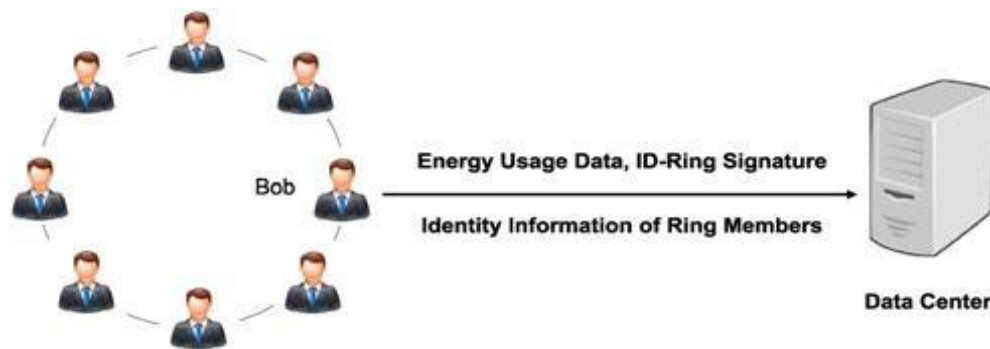 Energy Usage Data, ID-Ring Signature
Bob
Identity Information of Ring Members
Data Center